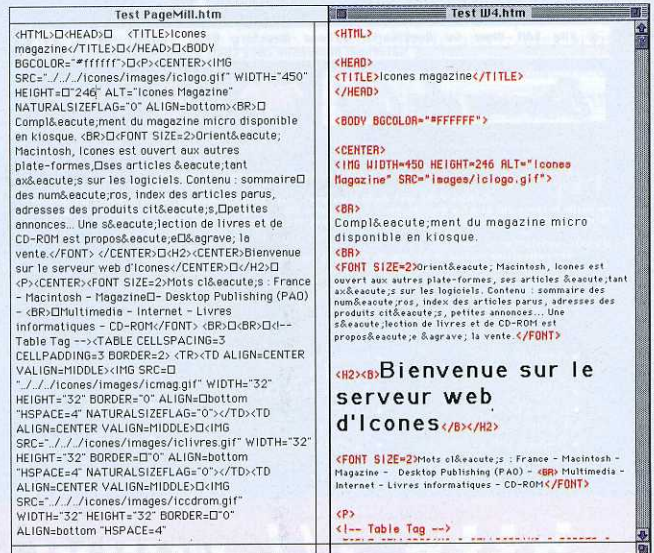 Test PageMill.htm
<HTML>□<HEAD>□ <TITLE>Icones
magazine</TITLE>□</HEAD>□<BODY
BGCOLOR="#ffffff">□<P><CENTER><IMG
SRC="../../../icones/images/iclogo.gif" WIDTH="450"
HEIGHT=□"246" ALT="Icones Magazine"
NATURALSIZEFLAG="0" ALIGN=bottom><BR>□
Compl&eacute;ment du magazine micro disponible
en kiosque. <BR>□<FONT SIZE=2>Orient&eacute;
Macintosh, Icones est ouvert aux autres
plate-formes,□ses articles &eacute;tant
ax&eacute;s sur les logiciels. Contenu : sommaire□
des num&eacute;ros, index des articles parus,
adresses des produits cit&eacute;s,□petites
annonces... Une s&eacute;lection de livres et de
CD-ROM est propos&eacute;e□&agrave; la
vente.</FONT> </CENTER>□<H2><CENTER>Bienvenue
sur le serveur web d'Icones</CENTER>□</H2>□
<P><CENTER><FONT SIZE=2>Mots cl&eacute;s : France
- Macintosh - Magazine□- Desktop Publishing (PAO)
- <BR>□Multimedia - Internet - Livres
informatiques - CD-ROM</FONT> <BR>□<BR>□<!--
Table Tag --><TABLE CELLSPACING=3
CELLPADDING=3 BORDER=2> <TR><TD ALIGN=CENTER
VALIGN=MIDDLE><IMG SRC=□
"../../../icones/images/icmag.gif" WIDTH="32"
HEIGHT="32" BORDER="0" ALIGN=□bottom
"HSPACE=4" NATURALSIZEFLAG="0"></TD><TD
ALIGN=CENTER VALIGN=MIDDLE>□<IMG
SRC="../../../icones/images/iclivres.gif" WIDTH="32"
HEIGHT="32" BORDER=□"0" ALIGN=bottom
"HSPACE=4" NATURALSIZEFLAG="0"></TD><TD
ALIGN=CENTER VALIGN=MIDDLE>□<IMG
SRC="../../../icones/images/iccdrom.gif"
WIDTH="32" HEIGHT="32" BORDER=□"0"
ALIGN=bottom "HSPACE=4"
Test W4.htm
<HTML>
<HEAD>
<TITLE>Icones magazine</TITLE>
</HEAD>
<BODY BGCOLOR="#FFFFFF">
<CENTER>
<IMG WIDTH=450 HEIGHT=246 ALT="Icones
Magazine" SRC="images/iclogo.gif">
<BR>
Compl&eacute;ment du magazine micro
disponible en kiosque.
<BR>
<FONT SIZE=2>Orient&eacute; Macintosh, Icones est
ouvert aux autres plate-formes, ses articles &eacute;tant
ax&eacute;s sur les logiciels. Contenu : sommaire des
num&eacute;ros, index des articles parus, adresses des
produits cit&eacute;s, petites annonces... Une
s&eacute;lection de livres et de CD-ROM est
propos&eacute;e &agrave; la vente.</FONT>
<H2><B>Bienvenue sur le
serveur web
d'Icones</B></H2>
<FONT SIZE=2>Mots cl&eacute;s : France - Macintosh -
Magazine - Desktop Publishing (PAO) - <BR> Multimedia -
Internet - Livres informatiques - CD-ROM</FONT>
<P>
<!-- Table Tag -->